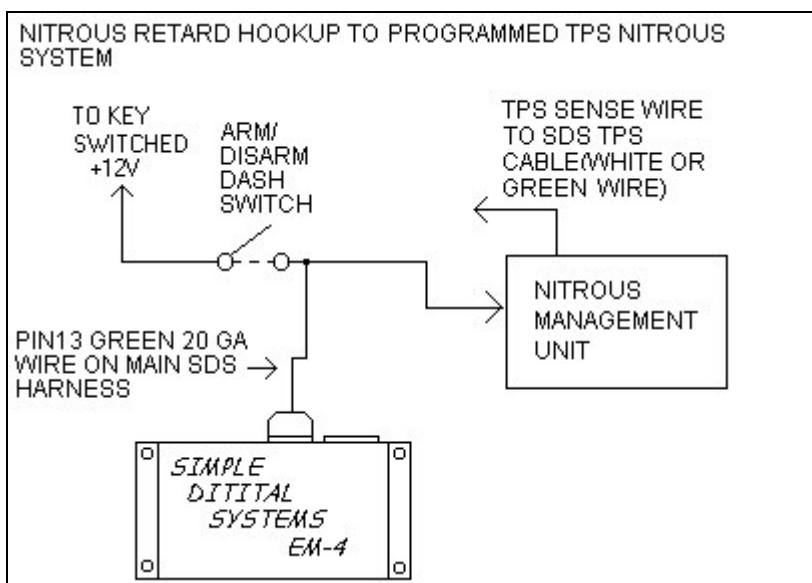 NITROUS RETARD HOOKUP TO PROGRAMMED TPS NITROUS
SYSTEM
TO KEY
SWITCHED
+12V
ARM/
DISARM
DASH
SWITCH
TPS SENSE WIRE
TO SDS TPS
CABLE(WHITE OR
GREEN WIRE)
NITROUS
MANAGEMENT
UNIT
PIN13 GREEN 20 GA
WIRE ON MAIN SDS
HARNESS
SIMPLE
DITITAL
SYSTEMS
EM-4